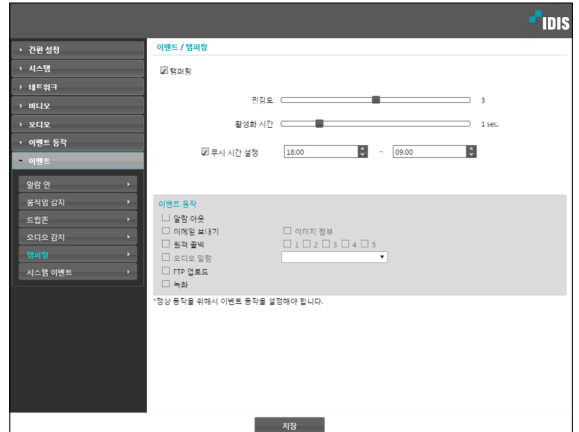 IDIS
간편 설정
시스템
네트워크
비디오
오디오
이벤트 동작
이벤트
알람 인
움직임 감지
트립존
오디오 감지
탬퍼링
시스템 이벤트
이벤트 / 탬퍼링
탬퍼링
민감도 3
활성화 시간 1 sec.
무시 시간 설정 18:00 ~ 09:00
이벤트 동작
알람 아웃
이메일 보내기 이미지 첨부
원격 콜백 1 2 3 4 5
오디오 알람
FTP 업로드
녹화
*정상 동작을 위해서 이벤트 동작을 설정해야 합니다.
저장